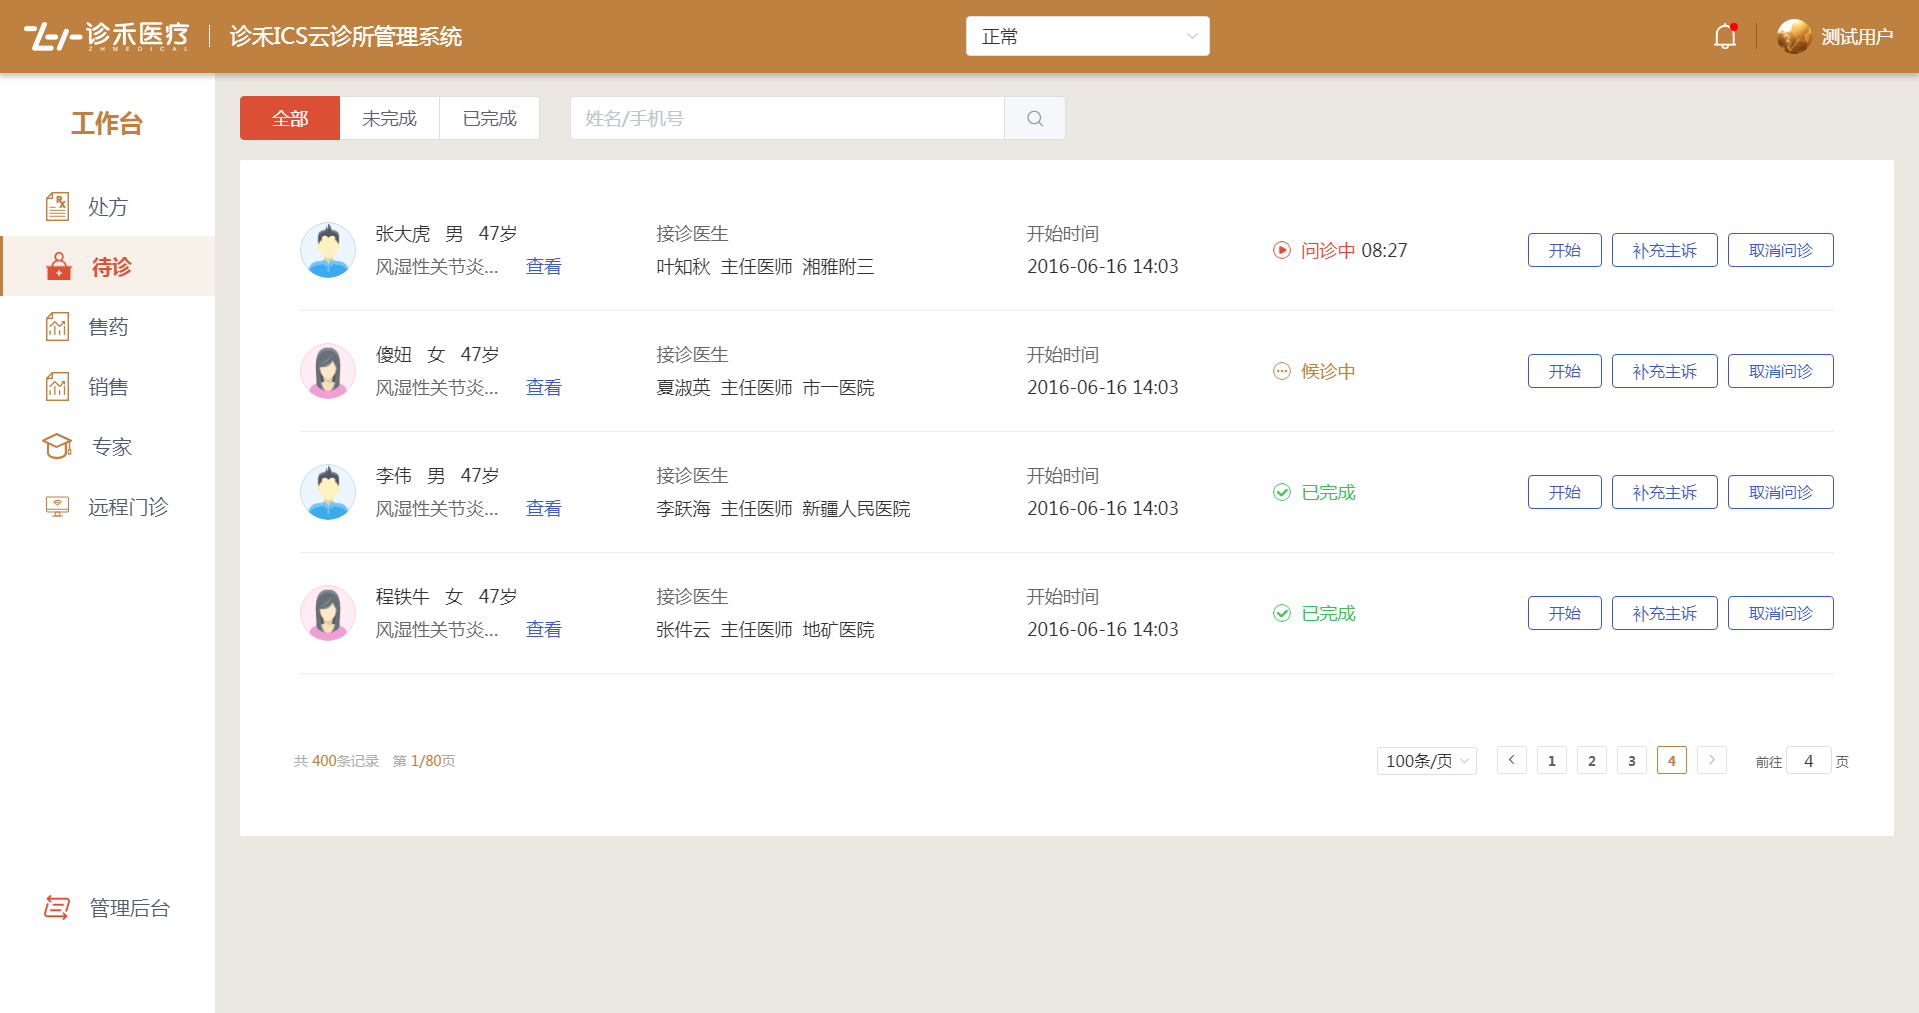 诊禾医疗
ZHMEDICAL
诊禾ICS云诊所管理系统
正常
测试用户
工作台
处方
待诊
售药
销售
专家
远程门诊
管理后台
全部 未完成 已完成 姓名/手机号
张大虎 男 47岁
风湿性关节炎... 查看
接诊医生
叶知秋 主任医师 湘雅附三
开始时间
2016-06-16 14:03
问诊中 08:27
开始 补充主诉 取消问诊
傻妞 女 47岁
风湿性关节炎... 查看
接诊医生
夏淑英 主任医师 市一医院
开始时间
2016-06-16 14:03
候诊中
开始 补充主诉 取消问诊
李伟 男 47岁
风湿性关节炎... 查看
接诊医生
李跃海 主任医师 新疆人民医院
开始时间
2016-06-16 14:03
已完成
开始 补充主诉 取消问诊
程铁牛 女 47岁
风湿性关节炎... 查看
接诊医生
张件云 主任医师 地矿医院
开始时间
2016-06-16 14:03
已完成
开始 补充主诉 取消问诊
共 400条记录 第 1/80页
100条/页 1 2 3 4 前往 4 页